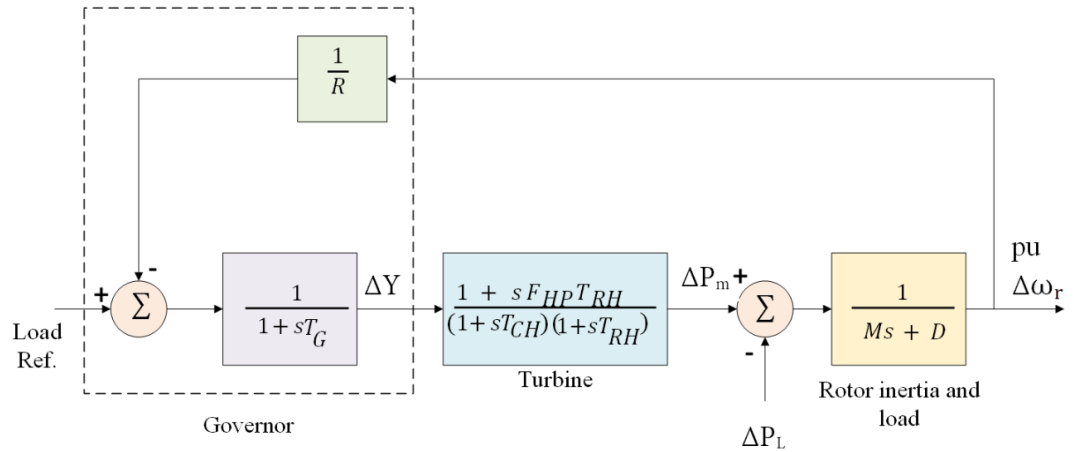 1
R
-
+
Σ
Load
Ref.
1
1 + sT_G
ΔY
1 + sF_HP T_RH
(1+sT_CH)(1+sT_RH)
Turbine
ΔP_m +
Σ
-
ΔP_L
1
Ms + D
Rotor inertia and
load
pu
Δω_r
Governor